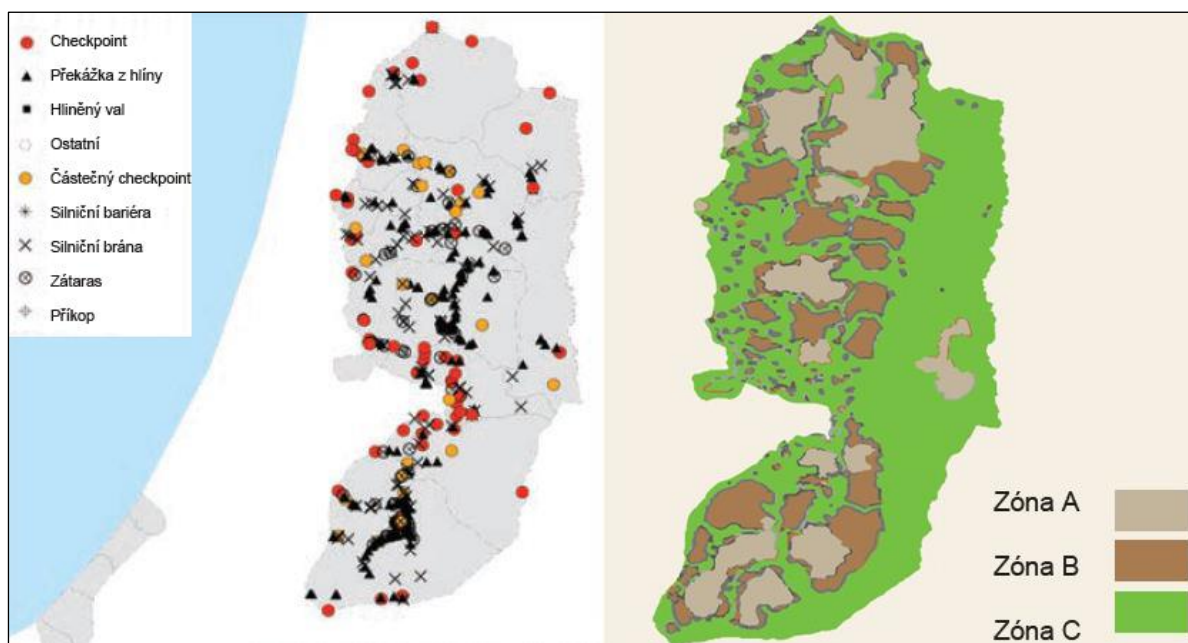 Checkpoint
Překážka z hlíny
Hliněný val
Ostatní
Částečný checkpoint
Silniční bariéra
Silniční brána
Zátaras
Příkop
Zóna A
Zóna B
Zóna C